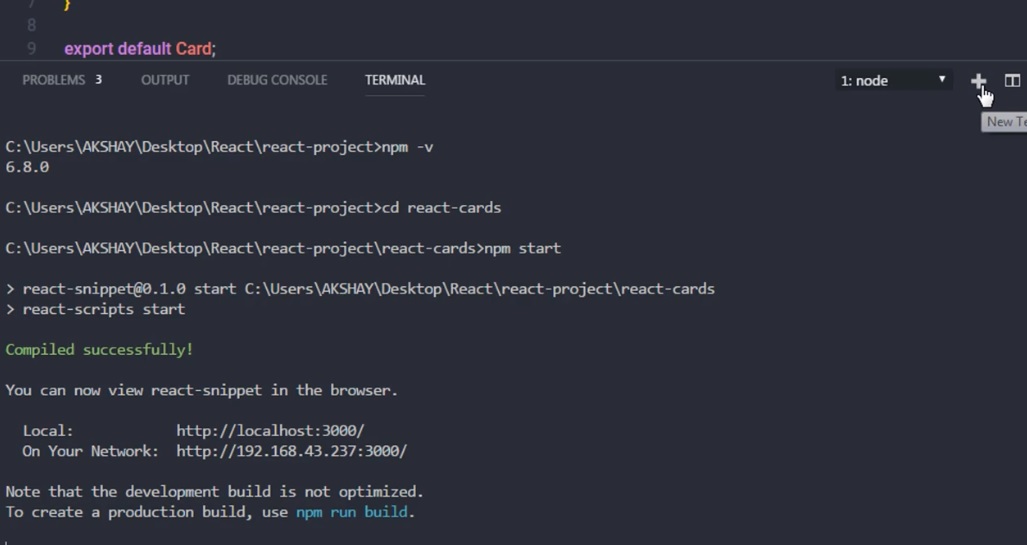 7 }
8
9 export default Card;
PROBLEMS 3 OUTPUT DEBUG CONSOLE TERMINAL 1: node
New Te
C:\Users\AKSHAY\Desktop\React\react-project>npm -v
6.8.0
C:\Users\AKSHAY\Desktop\React\react-project>cd react-cards
C:\Users\AKSHAY\Desktop\React\react-project\react-cards>npm start
> react-snippet@0.1.0 start C:\Users\AKSHAY\Desktop\React\react-project\react-cards
> react-scripts start
Compiled successfully!
You can now view react-snippet in the browser.
Local: http://localhost:3000/
On Your Network: http://192.168.43.237:3000/
Note that the development build is not optimized.
To create a production build, use npm run build.